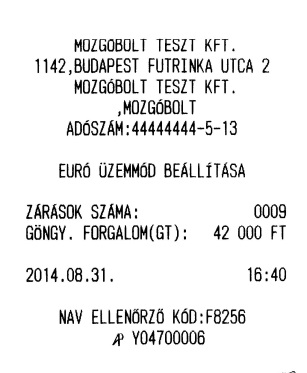 MOZGÓBOLT TESZT KFT.
1142,BUDAPEST FUTRINKA UTCA 2
MOZGÓBOLT TESZT KFT.
,MOZGÓBOLT
ADÓSZÁM:44444444-5-13
EURÓ ÜZEMMÓD BEÁLLÍTÁSA
ZÁRÁSOK SZÁMA: 0009
GÖNGY. FORGALOM(GT): 42 000 FT
2014.08.31. 16:40
NAV ELLENŐRZŐ KÓD:F8256
AP Y04700006